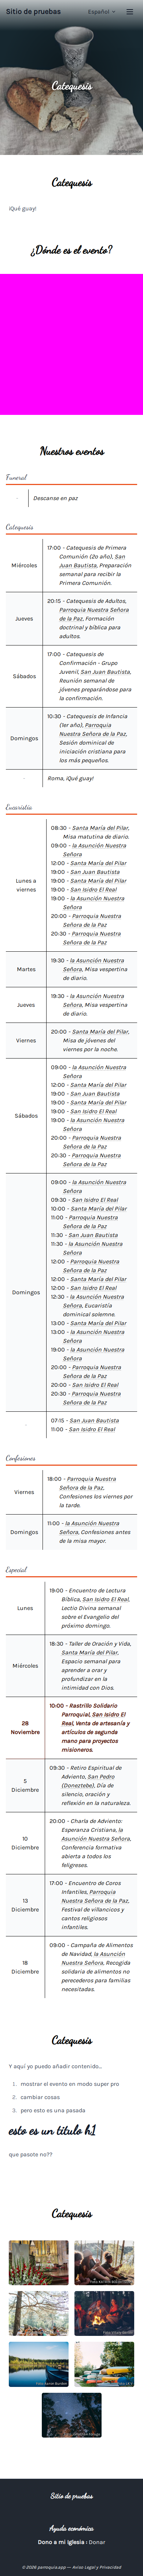 Sitio de pruebas Español
Catequesis
Catequesis
¡Qué guay!
¿Dónde es el evento?
Nuestros eventos
Funeral
- Descanse en paz
Catequesis
Miércoles
17:00 - Catequesis de Primera
Comunión (2o año), San
Juan Bautista, Preparación
semanal para recibir la
Primera Comunión.
Jueves
20:15 - Catequesis de Adultos,
Parroquia Nuestra Señora
de la Paz, Formación
doctrinal y bíblica para
adultos.
Sábados
17:00 - Catequesis de
Confirmación - Grupo
Juvenil, San Juan Bautista,
Reunión semanal de
jóvenes preparándose para
la confirmación.
Domingos
10:30 - Catequesis de Infancia
(1er año), Parroquia
Nuestra Señora de la Paz,
Sesión dominical de
iniciación cristiana para
los más pequeños.
- Roma, ¡Qué guay!
Eucaristía
Lunes a
viernes
08:30 - Santa María del Pilar,
Misa matutina de diario.
09:00 - la Asunción Nuestra
Señora
12:00 - Santa María del Pilar
19:00 - San Juan Bautista
19:00 - Santa María del Pilar
19:00 - San Isidro El Real
19:00 - la Asunción Nuestra
Señora
20:00 - Parroquia Nuestra
Señora de la Paz
20:30 - Parroquia Nuestra
Señora de la Paz
Martes
19:30 - la Asunción Nuestra
Señora, Misa vespertina
de diario.
Jueves
19:30 - la Asunción Nuestra
Señora, Misa vespertina
de diario.
Viernes
20:00 - Santa María del Pilar,
Misa de jóvenes del
viernes por la noche.
Sábados
09:00 - la Asunción Nuestra
Señora
12:00 - Santa María del Pilar
19:00 - San Juan Bautista
19:00 - Santa María del Pilar
19:00 - San Isidro El Real
19:00 - la Asunción Nuestra
Señora
20:00 - Parroquia Nuestra
Señora de la Paz
20:30 - Parroquia Nuestra
Señora de la Paz
Domingos
09:00 - la Asunción Nuestra
Señora
09:30 - San Isidro El Real
10:00 - Santa María del Pilar
11:00 - Parroquia Nuestra
Señora de la Paz
11:30 - San Juan Bautista
11:30 - la Asunción Nuestra
Señora
12:00 - Parroquia Nuestra
Señora de la Paz
12:00 - Santa María del Pilar
12:00 - San Isidro El Real
12:30 - la Asunción Nuestra
Señora, Eucaristía
dominical solemne.
13:00 - Santa María del Pilar
13:00 - la Asunción Nuestra
Señora
19:00 - la Asunción Nuestra
Señora
20:00 - Parroquia Nuestra
Señora de la Paz
20:00 - San Isidro El Real
20:30 - Parroquia Nuestra
Señora de la Paz
-
07:15 - San Juan Bautista
11:00 - San Isidro El Real
Confesiones
Viernes
18:00 - Parroquia Nuestra
Señora de la Paz,
Confesiones los viernes por
la tarde.
Domingos
11:00 - la Asunción Nuestra
Señora, Confesiones antes
de la misa mayor.
Especial
Lunes
19:00 - Encuentro de Lectura
Bíblica, San Isidro El Real,
Lectio Divina semanal
sobre el Evangelio del
próximo domingo.
Miércoles
18:30 - Taller de Oración y Vida,
Santa María del Pilar,
Espacio semanal para
aprender a orar y
profundizar en la
intimidad con Dios.
28
Noviembre
10:00 - Rastrillo Solidario
Parroquial, San Isidro El
Real, Venta de artesanía y
artículos de segunda
mano para proyectos
misioneros.
5
Diciembre
09:30 - Retiro Espiritual de
Adviento, San Pedro
(Doneztebe), Día de
silencio, oración y
reflexión en la naturaleza.
10
Diciembre
20:00 - Charla de Adviento:
Esperanza Cristiana, la
Asunción Nuestra Señora,
Conferencia formativa
abierta a todos los
feligreses.
13
Diciembre
17:00 - Encuentro de Coros
Infantiles, Parroquia
Nuestra Señora de la Paz,
Festival de villancicos y
cantos religiosos
infantiles.
18
Diciembre
09:00 - Campaña de Alimentos
de Navidad, la Asunción
Nuestra Señora, Recogida
solidaria de alimentos no
perecederos para familias
necesitadas.
Catequesis
Y aquí yo puedo añadir contenido...
1. mostrar el evento en modo super pro
2. cambiar cosas
3. pero esto es una pasada
esto es un titulo h1
que pasote no??
Catequesis
Sitio de pruebas
Ayuda económica
Dono a mi Iglesia : Donar
© 2026 parroquia.app — Aviso Legal y Privacidad